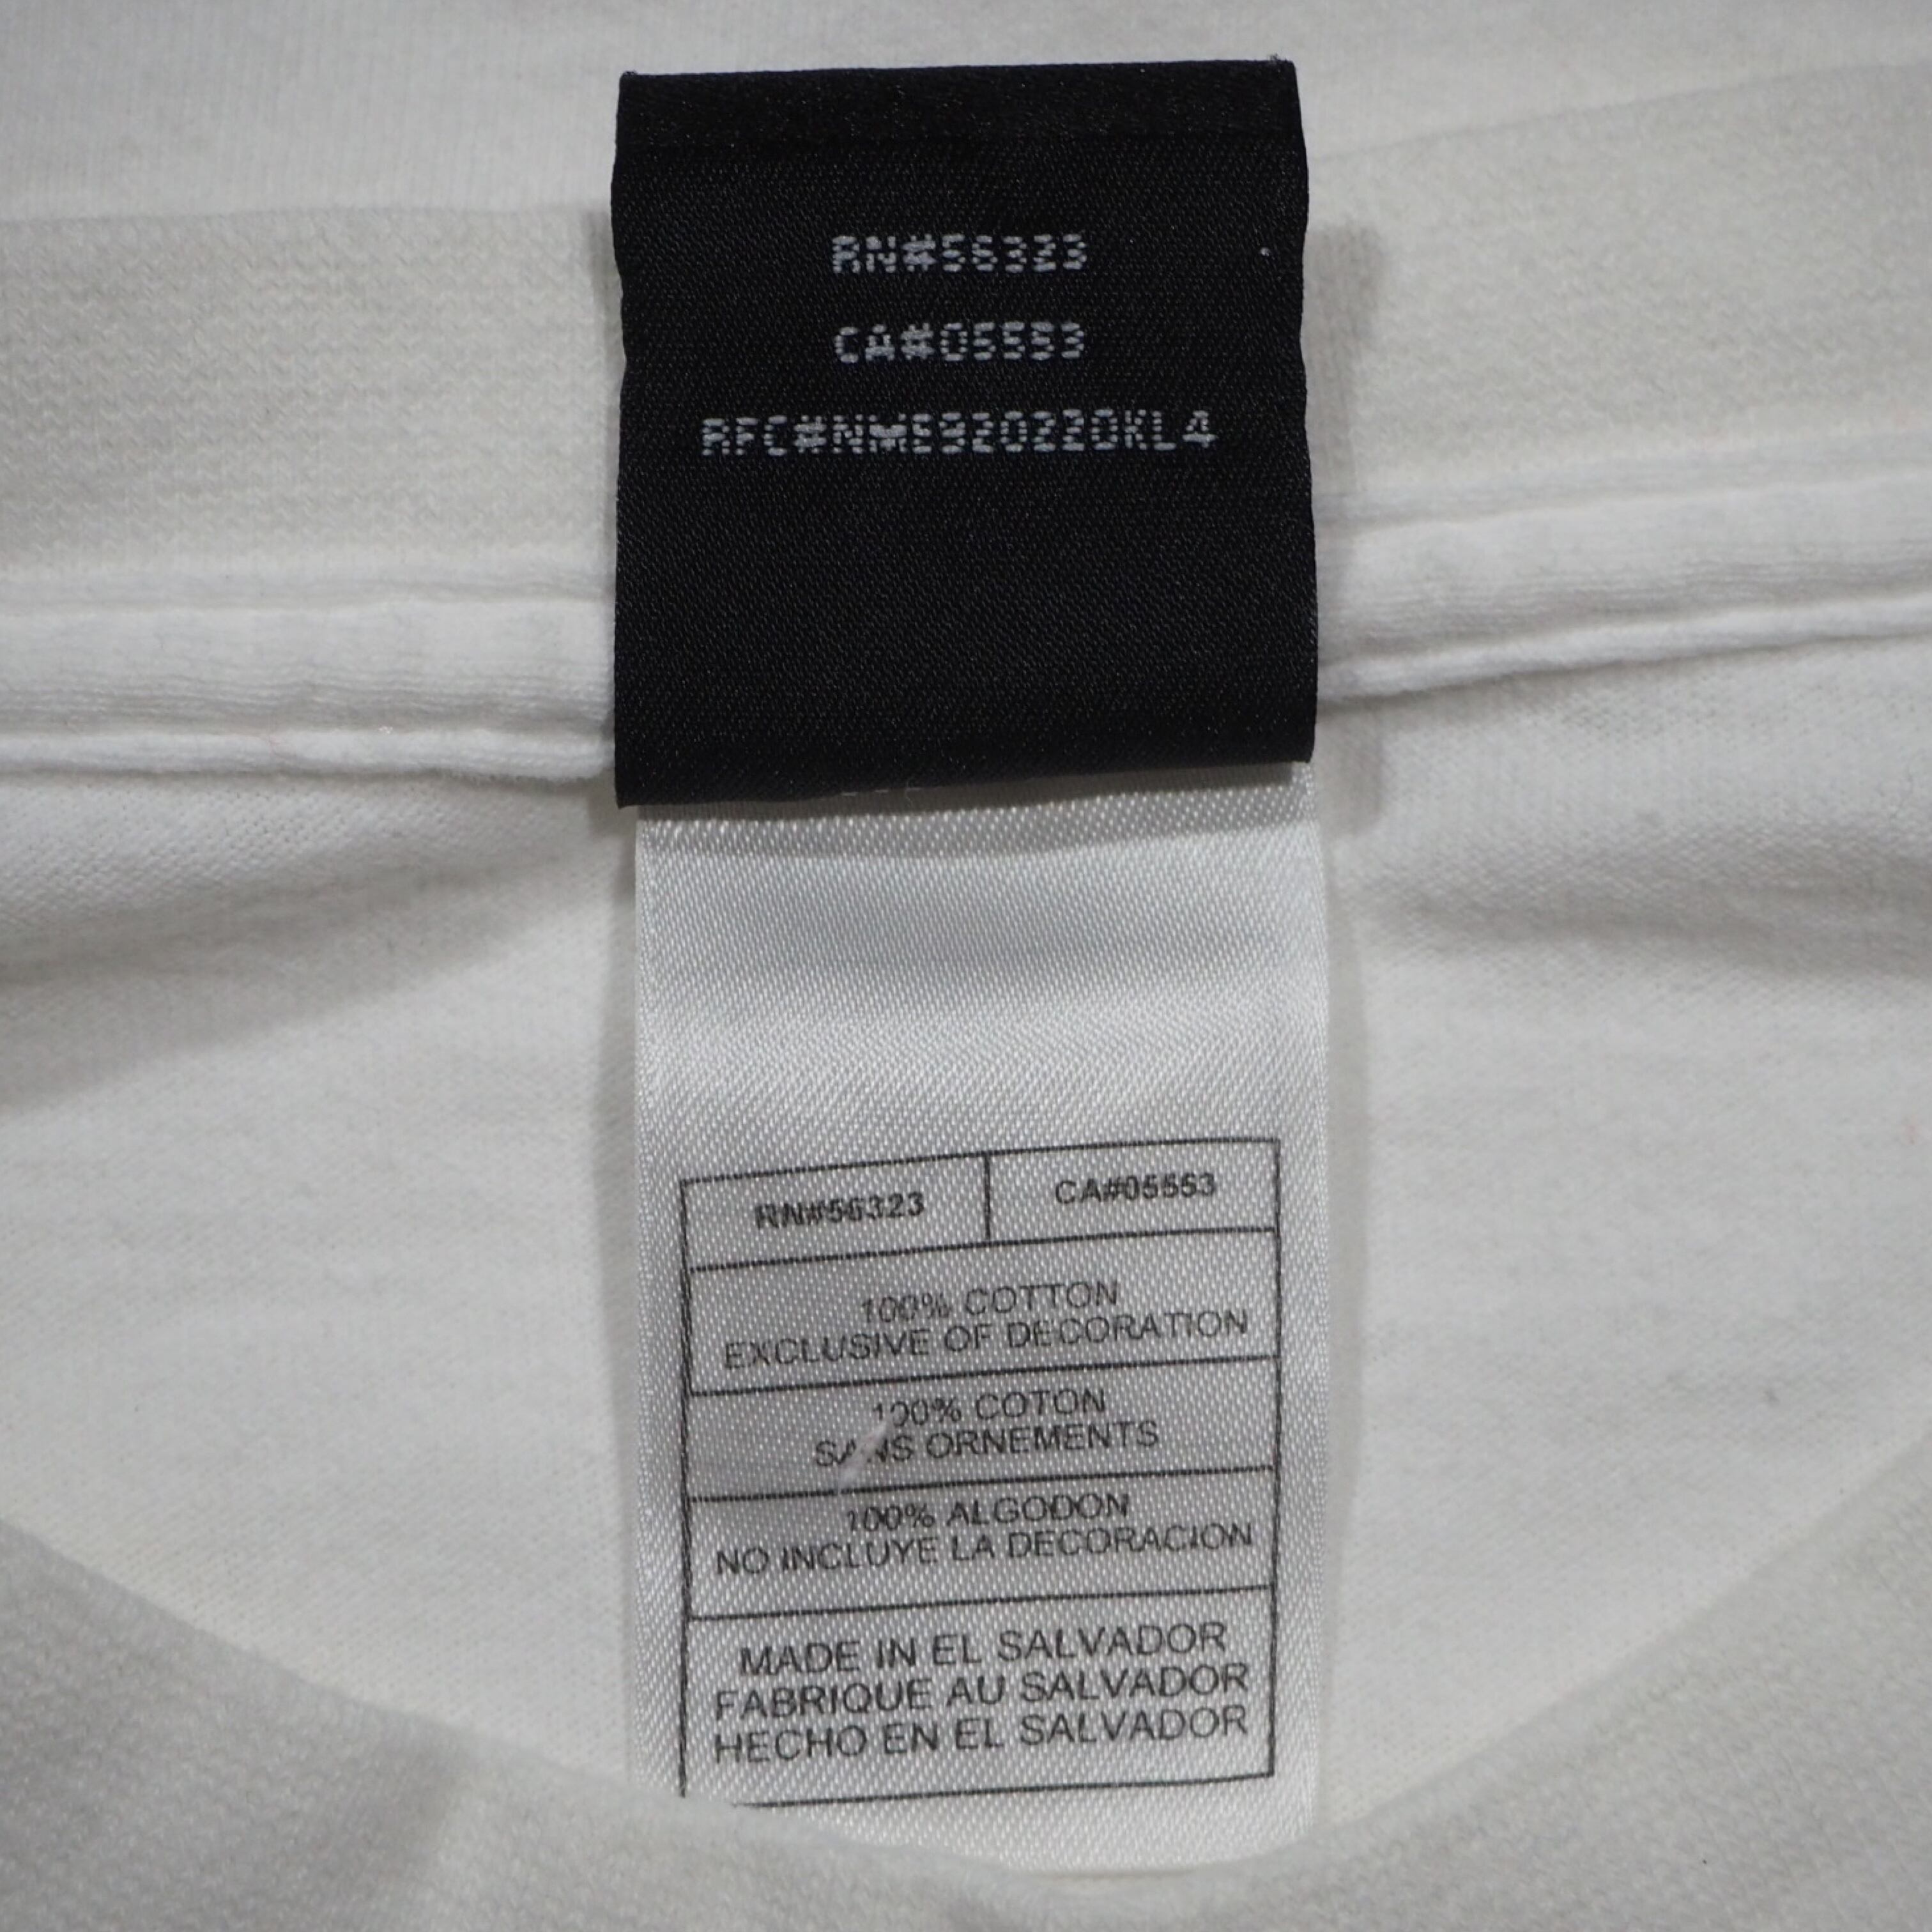 RN#56323
CA#05553
RFC#NME920220KL4
RN#56323
CA#05553
100% COTTON
EXCLUSIVE OF DECORATION
100% COTON
SANS ORNEMENTS
100% ALGODON
NO INCLUYE LA DECORACION
MADE IN EL SALVADOR
FABRIQUE AU SALVADOR
HECHO EN EL SALVADOR